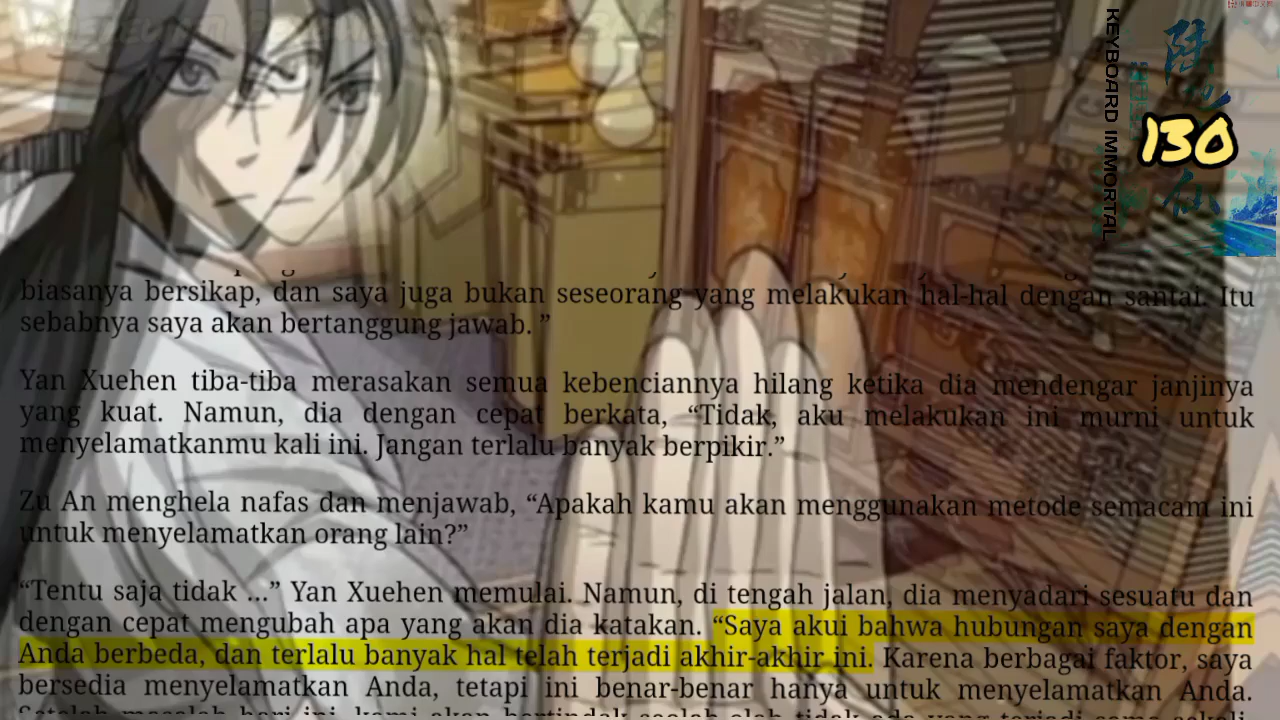 KEYBOARD IMMORTAL
130
biasanya bersikap, dan saya juga bukan seseorang yang melakukan hal-hal dengan santai. Itu
sebabnya saya akan bertanggung jawab. ”
Yan Xuehen tiba-tiba merasakan semua kebenciannya hilang ketika dia mendengar janjinya
yang kuat. Namun, dia dengan cepat berkata, “Tidak, aku melakukan ini murni untuk
menyelamatkanmu kali ini. Jangan terlalu banyak berpikir.”
Zu An menghela nafas dan menjawab, “Apakah kamu akan menggunakan metode semacam ini
untuk menyelamatkan orang lain?”
“Tentu saja tidak ...” Yan Xuehen memulai. Namun, di tengah jalan, dia menyadari sesuatu dan
dengan cepat mengubah apa yang akan dia katakan. “Saya akui bahwa hubungan saya dengan
Anda berbeda, dan terlalu banyak hal telah terjadi akhir-akhir ini. Karena berbagai faktor, saya
bersedia menyelamatkan Anda, tetapi ini benar-benar hanya untuk menyelamatkan Anda.